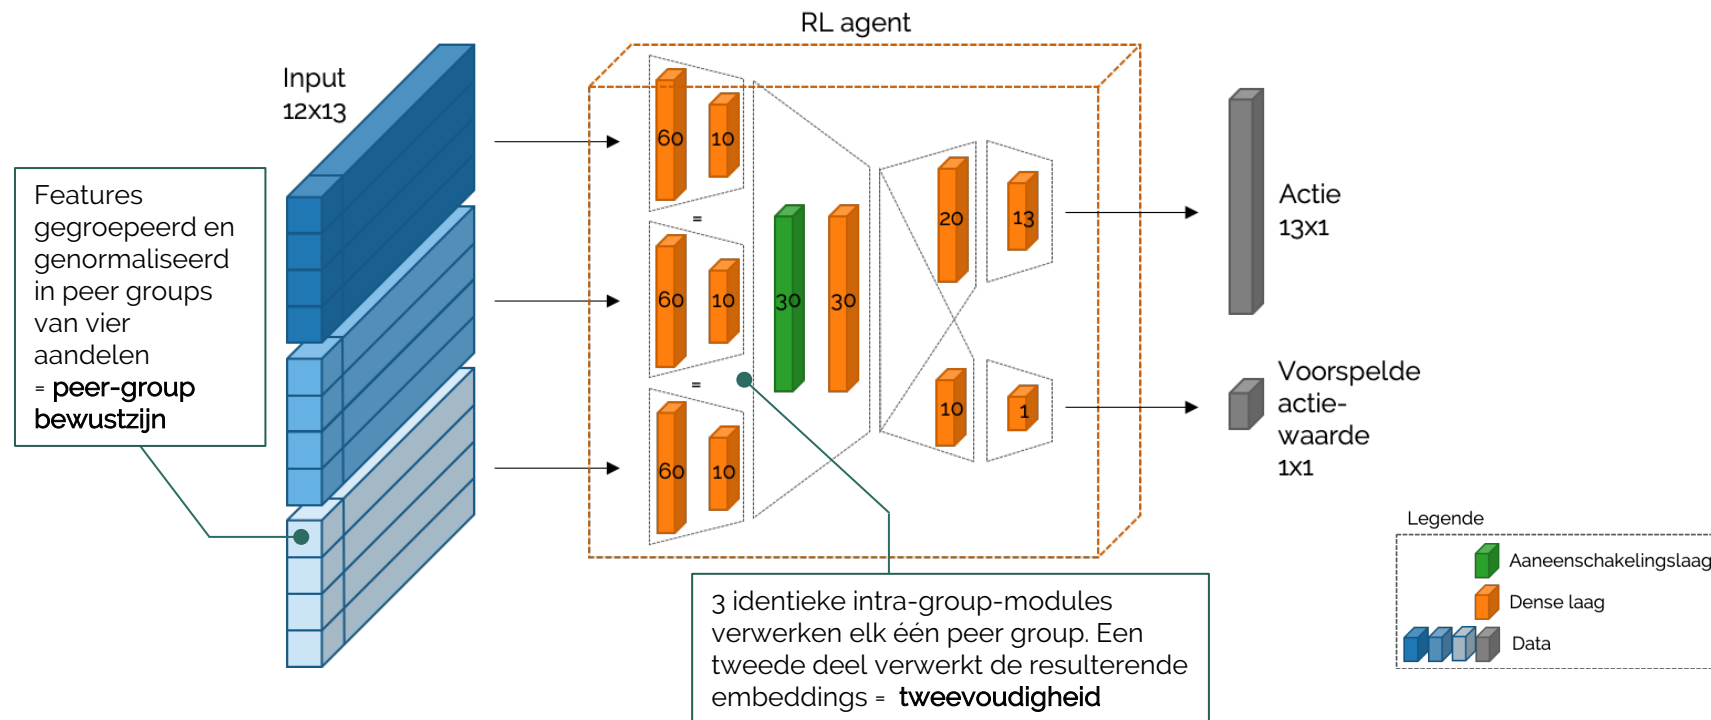 RL agent
Input
12x13
Features
gegroepeerd en
genormaliseerd
in peer groups
van vier
aandelen
= peer-group
bewustzijn
60
10
=
60
10
=
60
10
30
30
20
13
10
1
Actie
13x1
Voorspelde
actie-
waarde
1x1
3 identieke intra-group-modules
verwerken elk één peer group. Een
tweede deel verwerkt de resulterende
embeddings = tweevoudigheid
Legende
Aaneenschakelingslaag
Dense laag
Data